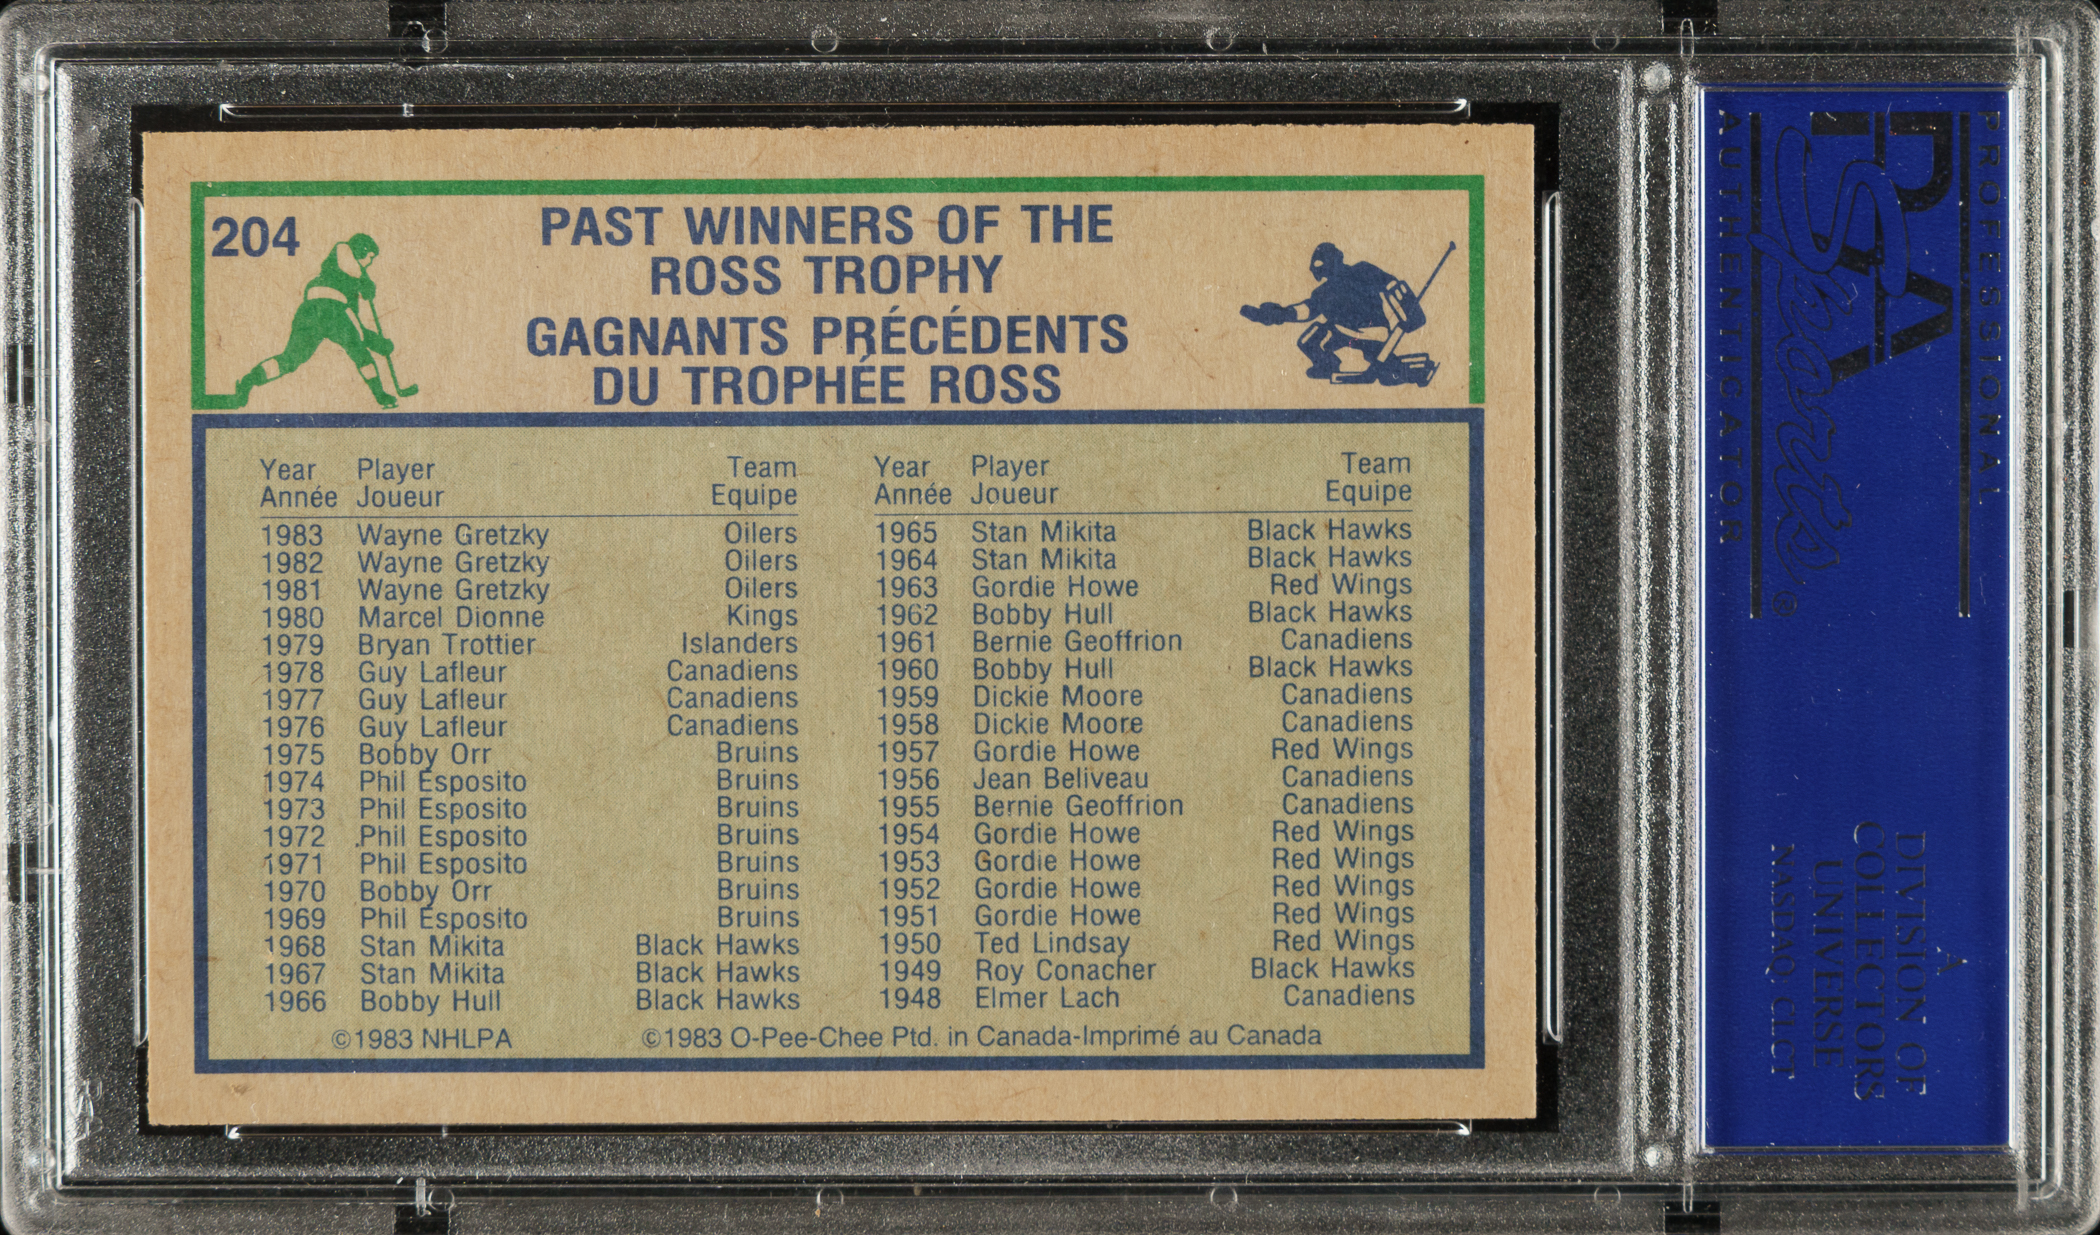 204
PAST WINNERS OF THE
ROSS TROPHY
GAGNANTS PRÉCÉDENTS
DU TROPHÉE ROSS
Year Player Team
Année Joueur Equipe
1983 Wayne Gretzky Oilers
1982 Wayne Gretzky Oilers
1981 Wayne Gretzky Oilers
1980 Marcel Dionne Kings
1979 Bryan Trottier Islanders
1978 Guy Lafleur Canadiens
1977 Guy Lafleur Canadiens
1976 Guy Lafleur Canadiens
1975 Bobby Orr Bruins
1974 Phil Esposito Bruins
1973 Phil Esposito Bruins
1972 Phil Esposito Bruins
1971 Phil Esposito Bruins
1970 Bobby Orr Bruins
1969 Phil Esposito Bruins
1968 Stan Mikita Black Hawks
1967 Stan Mikita Black Hawks
1966 Bobby Hull Black Hawks
Year Player Team
Année Joueur Equipe
1965 Stan Mikita Black Hawks
1964 Stan Mikita Black Hawks
1963 Gordie Howe Red Wings
1962 Bobby Hull Black Hawks
1961 Bernie Geoffrion Canadiens
1960 Bobby Hull Black Hawks
1959 Dickie Moore Canadiens
1958 Dickie Moore Canadiens
1957 Gordie Howe Red Wings
1956 Jean Beliveau Canadiens
1955 Bernie Geoffrion Canadiens
1954 Gordie Howe Red Wings
1953 Gordie Howe Red Wings
1952 Gordie Howe Red Wings
1951 Gordie Howe Red Wings
1950 Ted Lindsay Red Wings
1949 Roy Conacher Black Hawks
1948 Elmer Lach Canadiens
©1983 NHLPA ©1983 O-Pee-Chee Ptd. in Canada-Imprimé au Canada
PROFESSIONAL
PSA
Sports®
AUTHENTICATOR
A
DIVISION OF
COLLECTORS
UNIVERSE
NASDAQ: CLCT